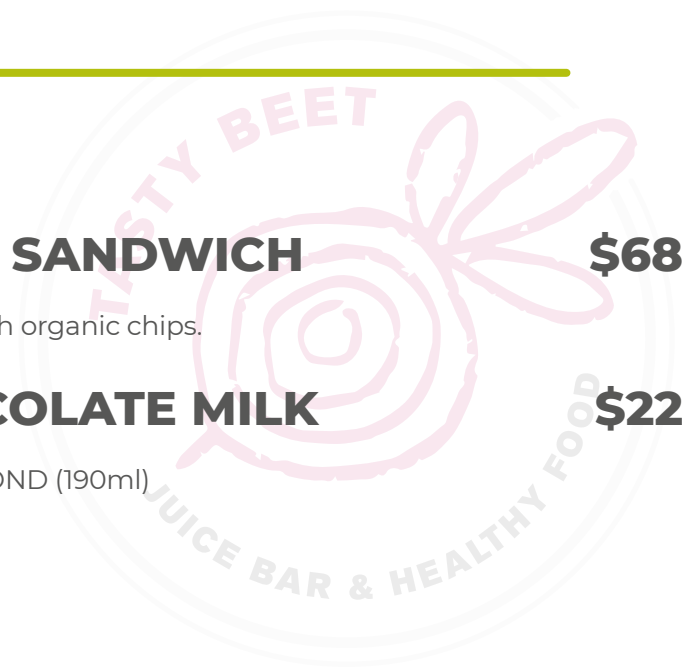 TASTY BEET
SANDWICH $68
h organic chips.
COLATE MILK $22
OND (190ml)
JUICE BAR & HEALTHY FOOD